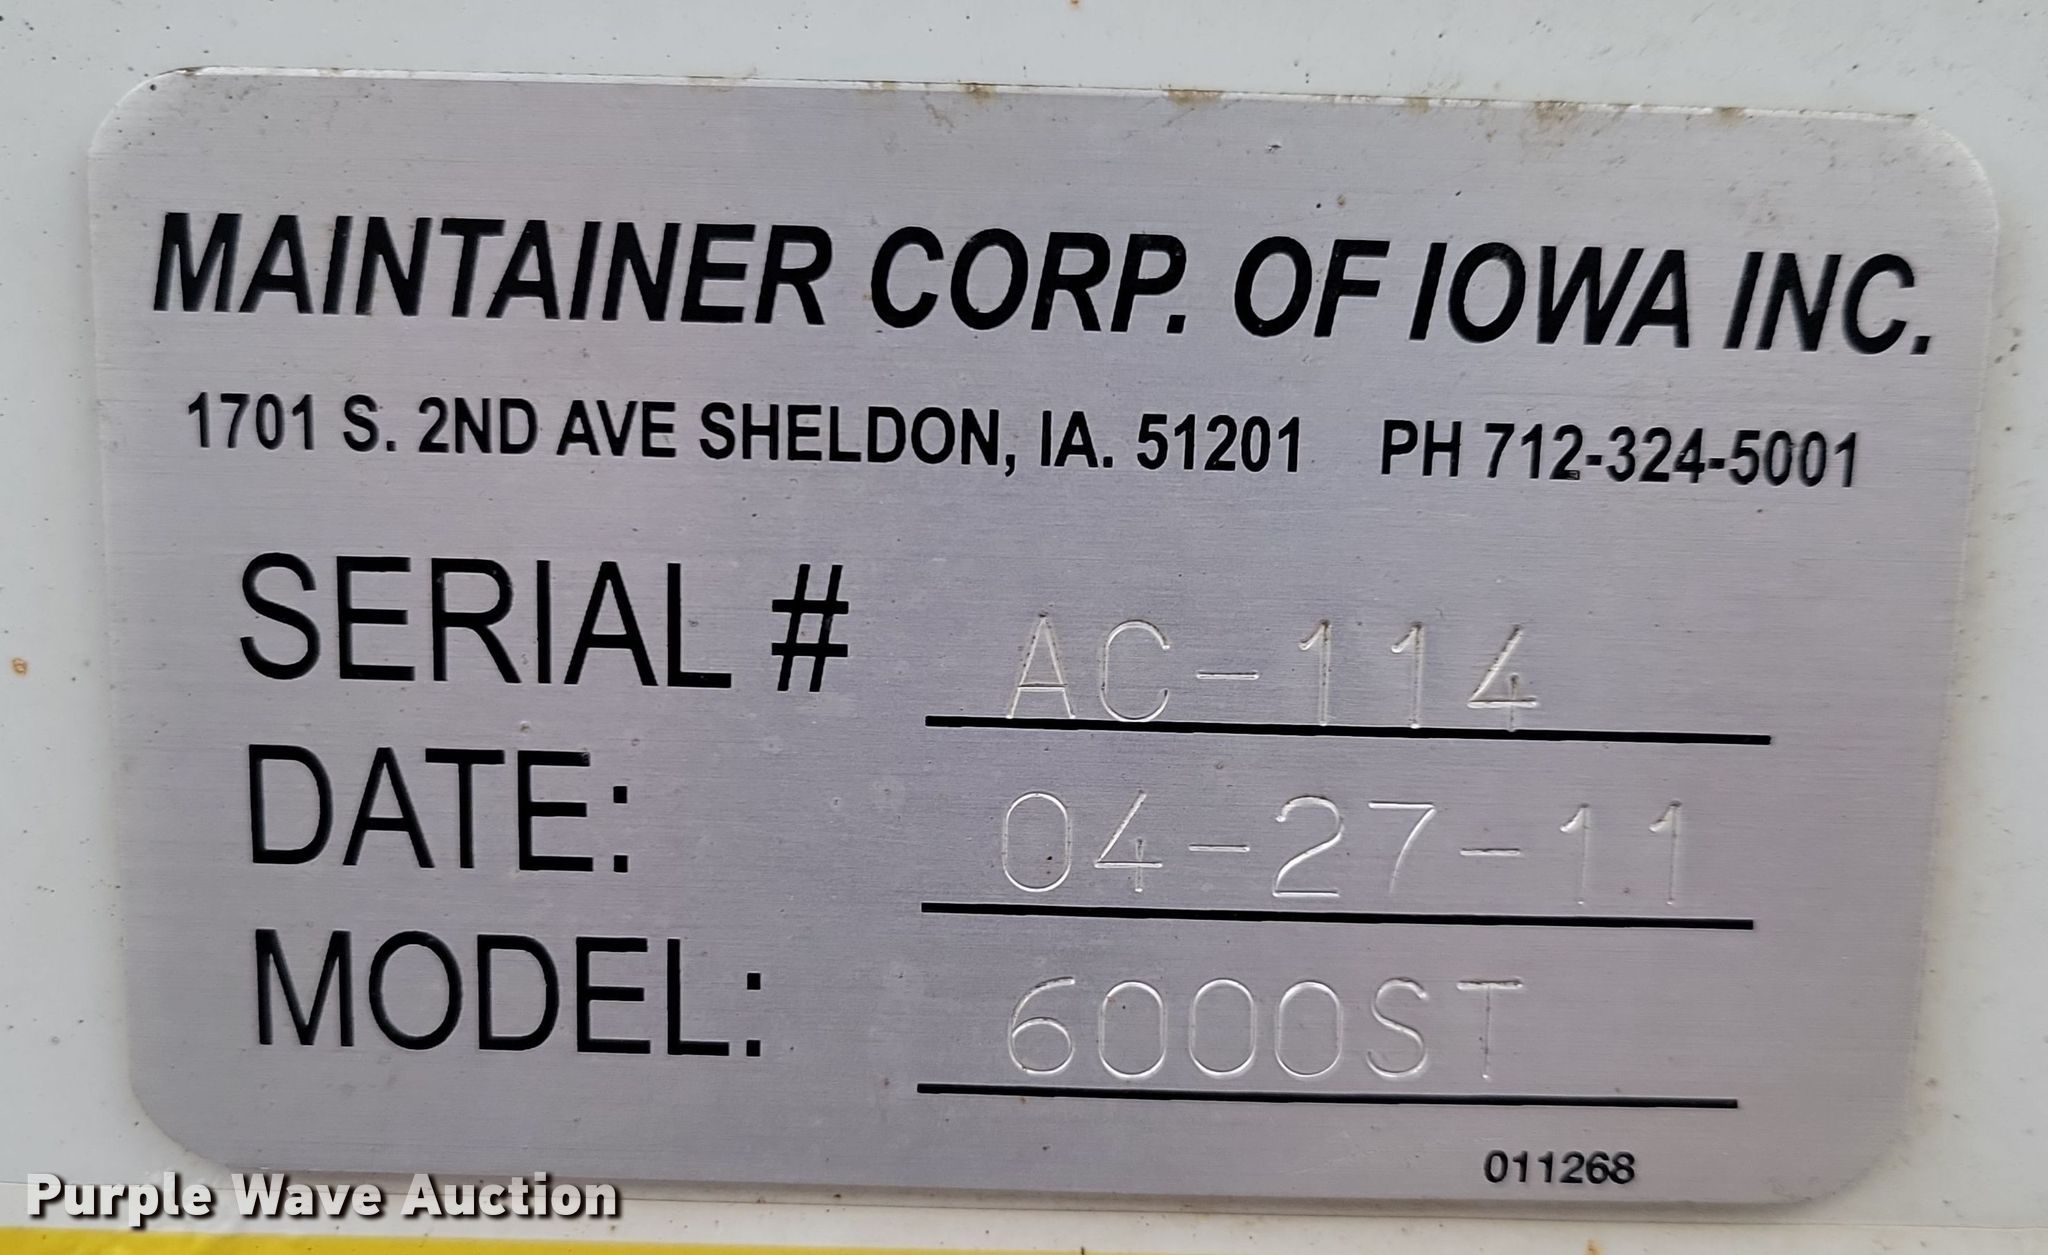 MAINTAINER CORP. OF IOWA INC.
1701 S. 2ND AVE SHELDON, IA. 51201 PH 712-324-5001
SERIAL # AC-114
DATE: 04-27-11
MODEL: 6000ST
011268
Purple Wave Auction